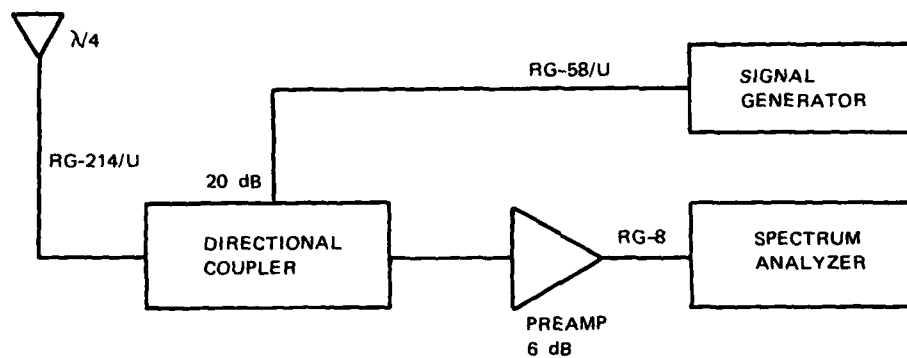 λ/4
RG-58/U
SIGNAL
GENERATOR
RG-214/U
20 dB
DIRECTIONAL
COUPLER
RG-8
SPECTRUM
ANALYZER
PREAMP
6 dB